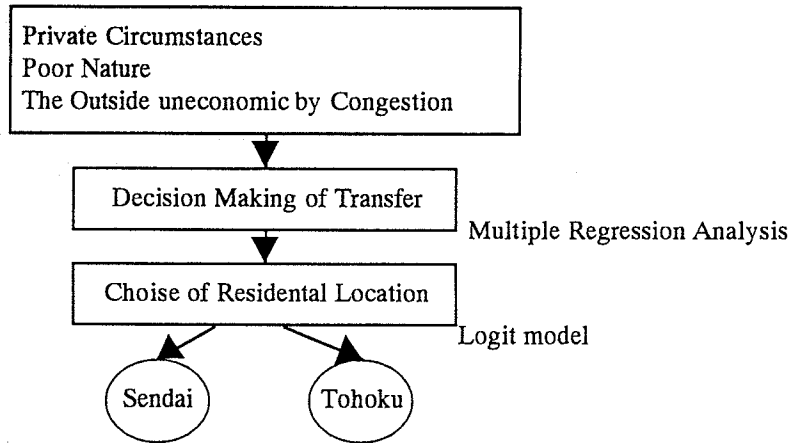 Private Circumstances
Poor Nature
The Outside uneconomic by Congestion
Decision Making of Transfer
Multiple Regression Analysis
Choise of Residental Location
Logit model
Sendai
Tohoku